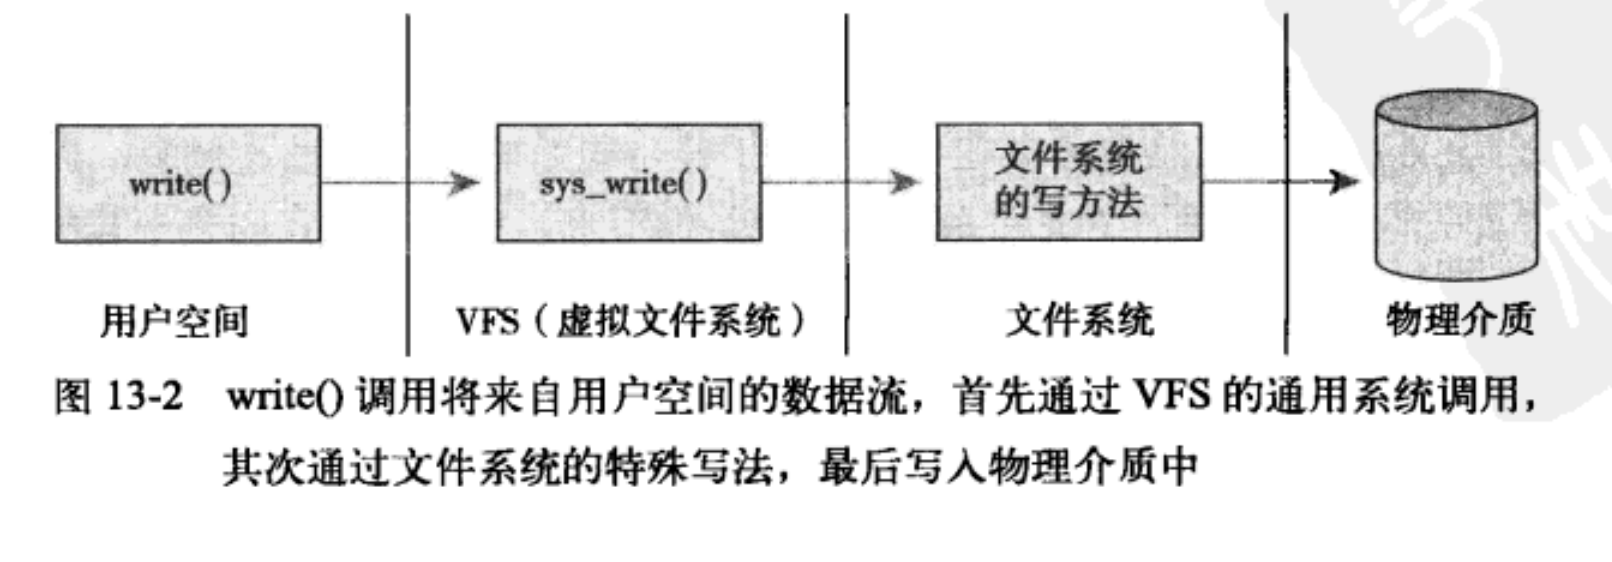 write()
sys_write()
文件系统
的写方法
用户空间
VFS（虚拟文件系统）
文件系统
物理介质
图 13-2 write() 调用将来自用户空间的数据流，首先通过 VFS 的通用系统调用，
其次通过文件系统的特殊写法，最后写入物理介质中